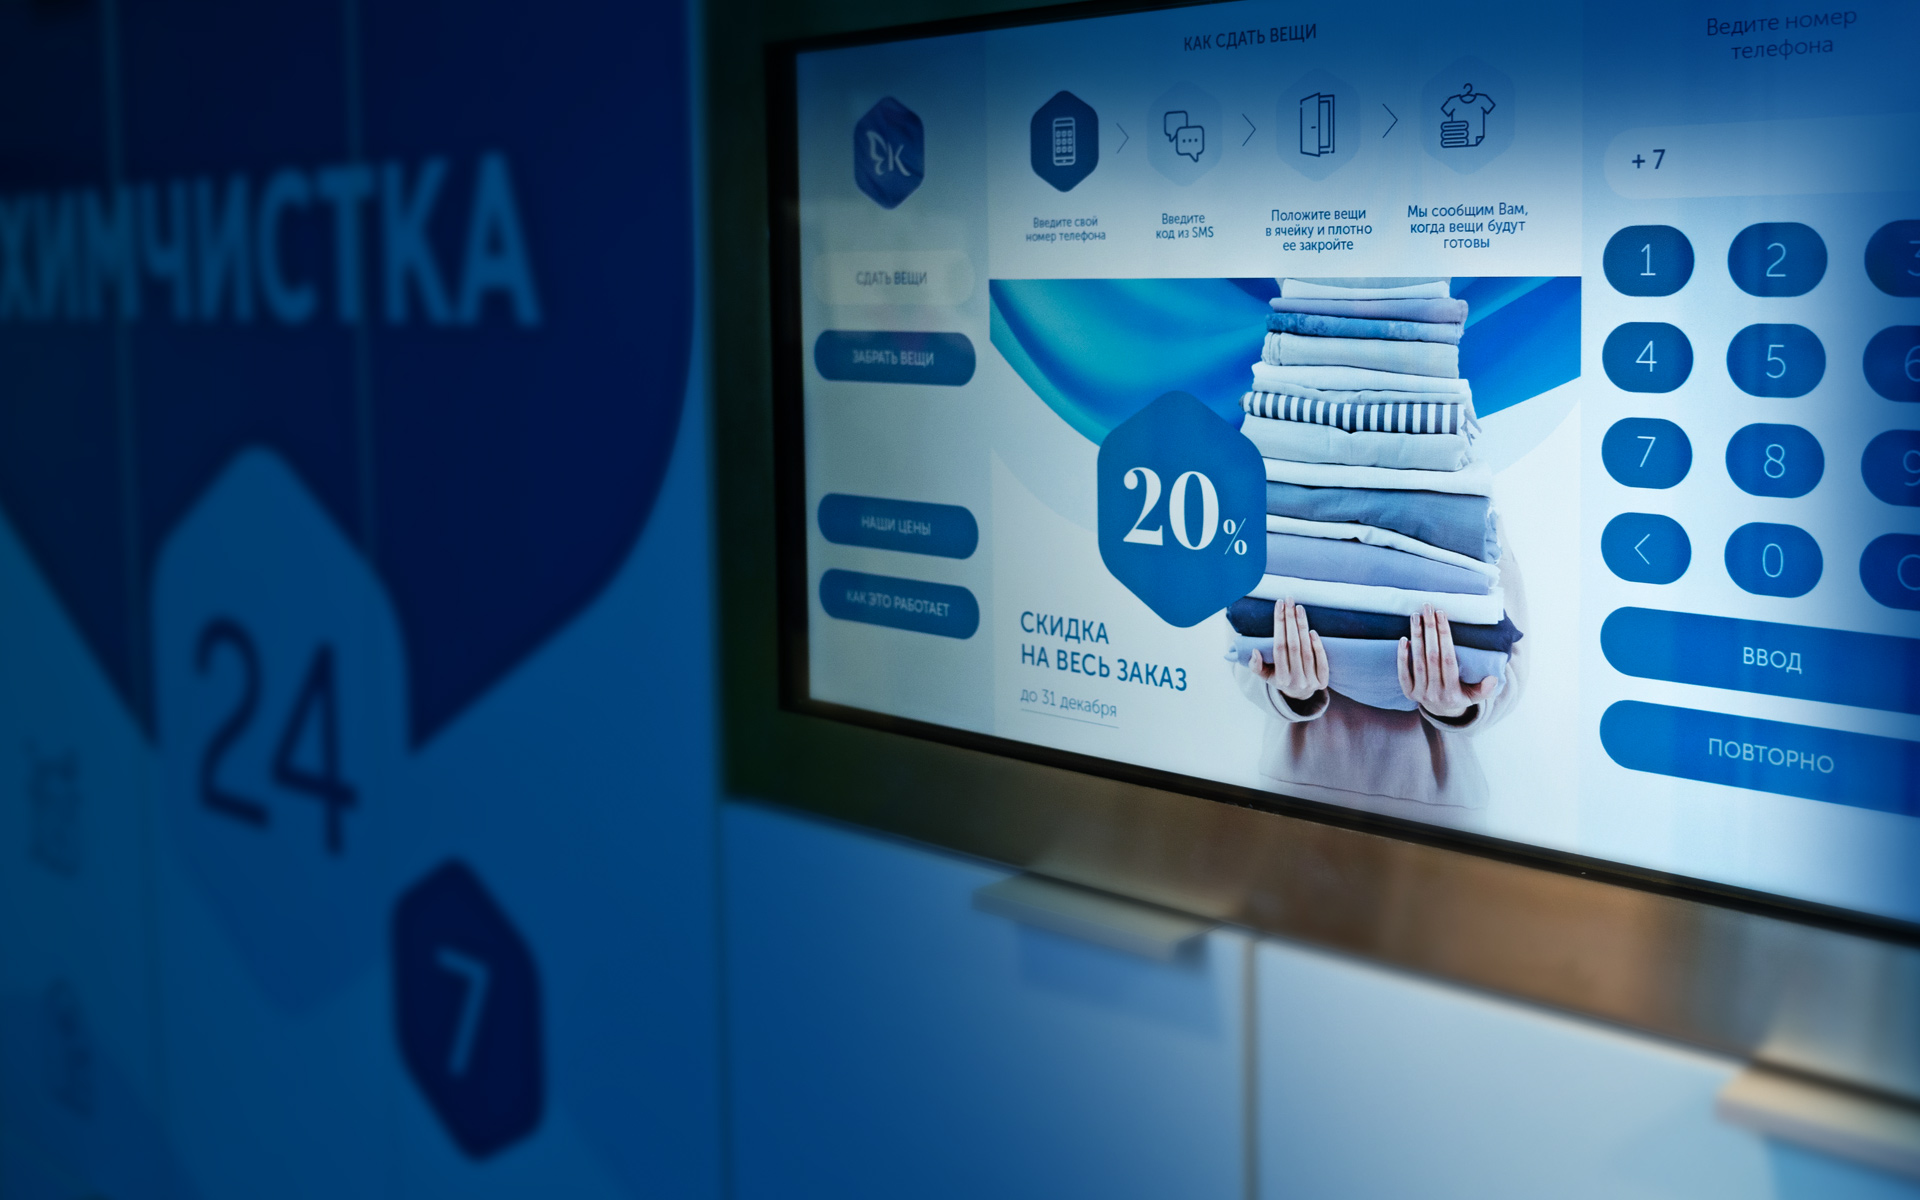 ХИМЧИСТКА
24
7
КАК СДАТЬ ВЕЩИ
Введите свой
номер телефона
Введите
код из SMS
Положите вещи
в ячейку и плотно
ее закройте
Мы сообщим Вам,
когда вещи будут
готовы
СДАТЬ ВЕЩИ
ЗАБРАТЬ ВЕЩИ
НАШИ ЦЕНЫ
КАК ЭТО РАБОТАЕТ
20%
СКИДКА
НА ВЕСЬ ЗАКАЗ
до 31 декабря
Ведите номер
телефона
+ 7
1 2 3
4 5 6
7 8 9
< 0 С
ВВОД
ПОВТОРНО